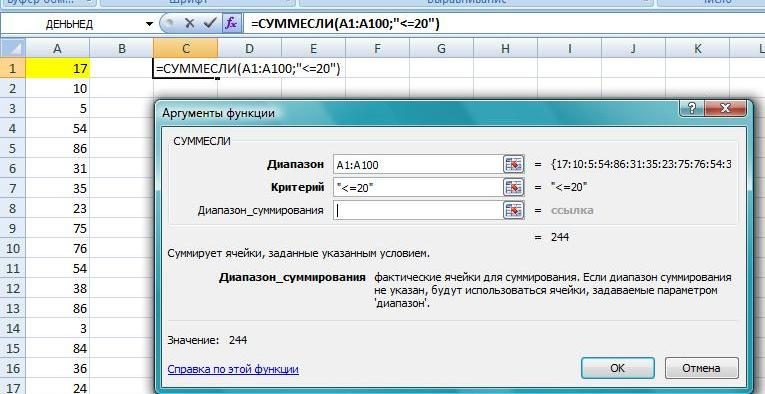 Буфер обм... Шрифт Выравнивание Число
ДЕНЬНЕД fx =СУММЕСЛИ(A1:A100;"<=20")
A B C D E F G H I J K L
1 17 =СУММЕСЛИ(A1:A100;"<=20")
2 10
3 5
4 54
5 86
6 31
7 35
8 23
9 75
10 76
11 54
12 38
13 86
14 3
15 84
16 36
17 24
Аргументы функции
СУММЕСЛИ
Диапазон A1:A100 = {17:10:5:54:86:31:35:23:75:76:54:3
Критерий "<=20" = "<=20"
Диапазон_суммирования = ссылка
= 244
Суммирует ячейки, заданные указанным условием.
Диапазон_суммирования фактические ячейки для суммирования. Если диапазон суммирования
не указан, будут использоваться ячейки, задаваемые параметром
'диапазон'.
Значение: 244
Справка по этой функции OK Отмена